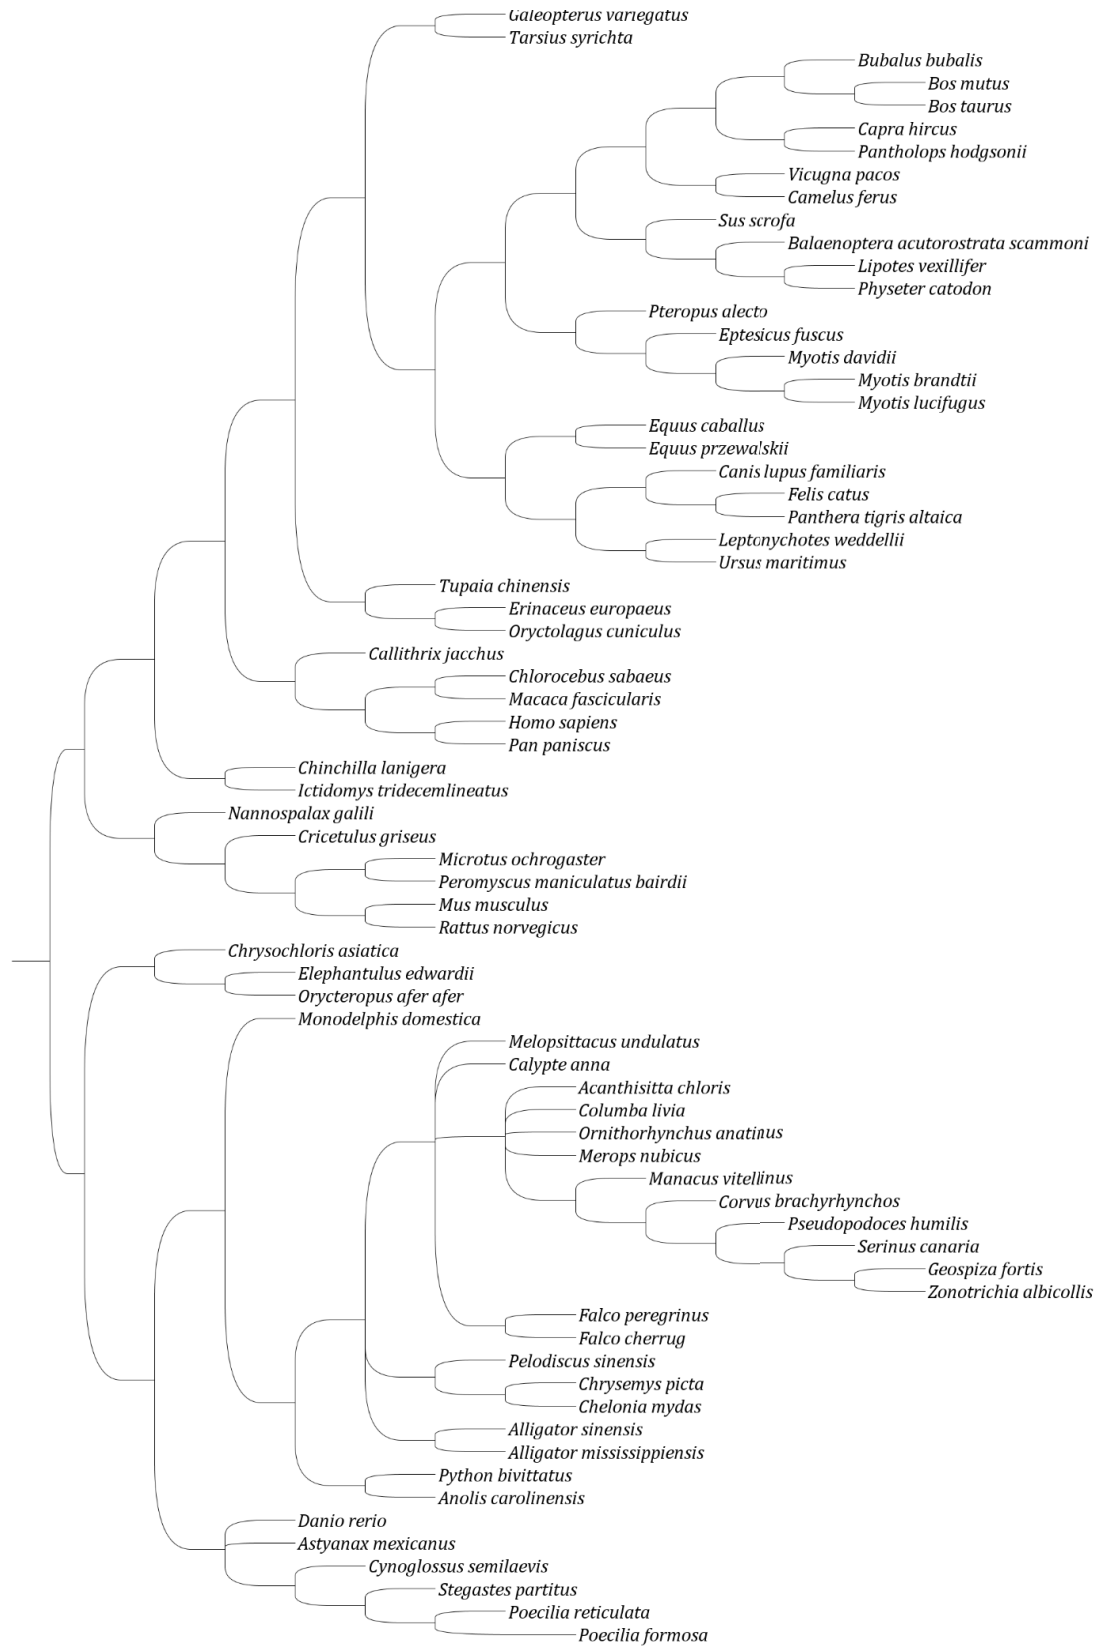 Galeopterus variegatus
Tarsius syrichta
Bubalus bubalis
Bos mutus
Bos taurus
Capra hircus
Pantholops hodgsonii
Vicugna pacos
Camelus ferus
Sus scrofa
Balaenoptera acutorostrata scammoni
Lipotes vexillifer
Physeter catodon
Pteropus alecto
Eptesicus fuscus
Myotis davidii
Myotis brandtii
Myotis lucifugus
Equus caballus
Equus przewalskii
Canis lupus familiaris
Felis catus
Panthera tigris altaica
Leptonychotes weddellii
Ursus maritimus
Tupaia chinensis
Erinaceus europaeus
Oryctolagus cuniculus
Callithrix jacchus
Chlorocebus sabaeus
Macaca fascicularis
Homo sapiens
Pan paniscus
Chinchilla lanigera
Ictidomys tridecemlineatus
Nannospalax galili
Cricetulus griseus
Microtus ochrogaster
Peromyscus maniculatus bairdii
Mus musculus
Rattus norvegicus
Chrysochloris asiatica
Elephantulus edwardii
Orycteropus afer afer
Monodelphis domestica
Melopsittacus undulatus
Calypte anna
Acanthisitta chloris
Columba livia
Ornithorhynchus anatinus
Merops nubicus
Manacus vitellinus
Corvus brachyrhynchos
Pseudopodoces humilis
Serinus canaria
Geospiza fortis
Zonotrichia albicollis
Falco peregrinus
Falco cherrug
Pelodiscus sinensis
Chrysemys picta
Chelonia mydas
Alligator sinensis
Alligator mississippiensis
Python bivittatus
Anolis carolinensis
Danio rerio
Astyanax mexicanus
Cynoglossus semilaevis
Stegastes partitus
Poecilia reticulata
Poecilia formosa